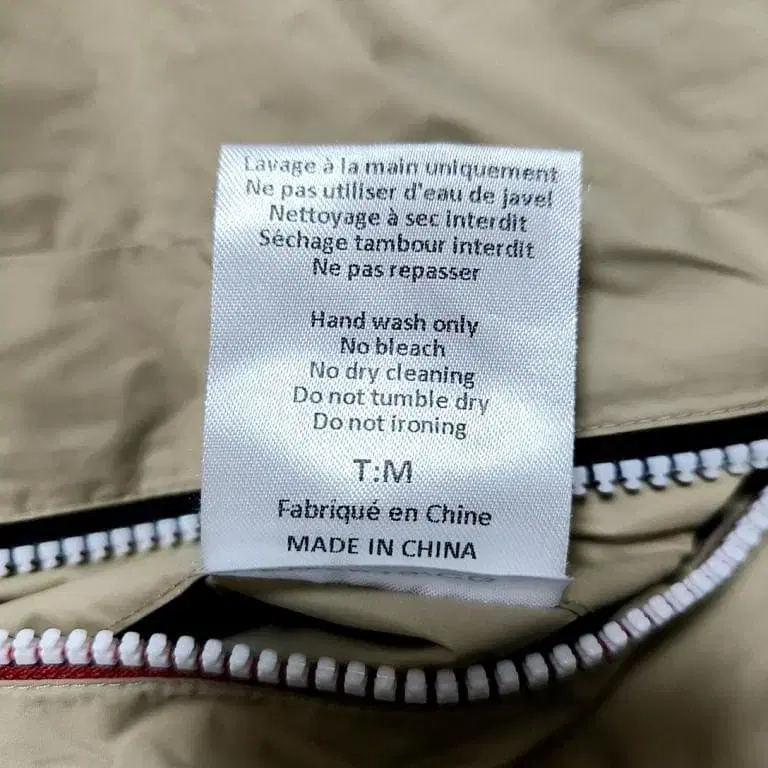 Lavage à la main uniquement
Ne pas utiliser d'eau de javel
Nettoyage à sec interdit
Séchage tambour interdit
Ne pas repasser
Hand wash only
No bleach
No dry cleaning
Do not tumble dry
Do not ironing
T:M
Fabriqué en Chine
MADE IN CHINA